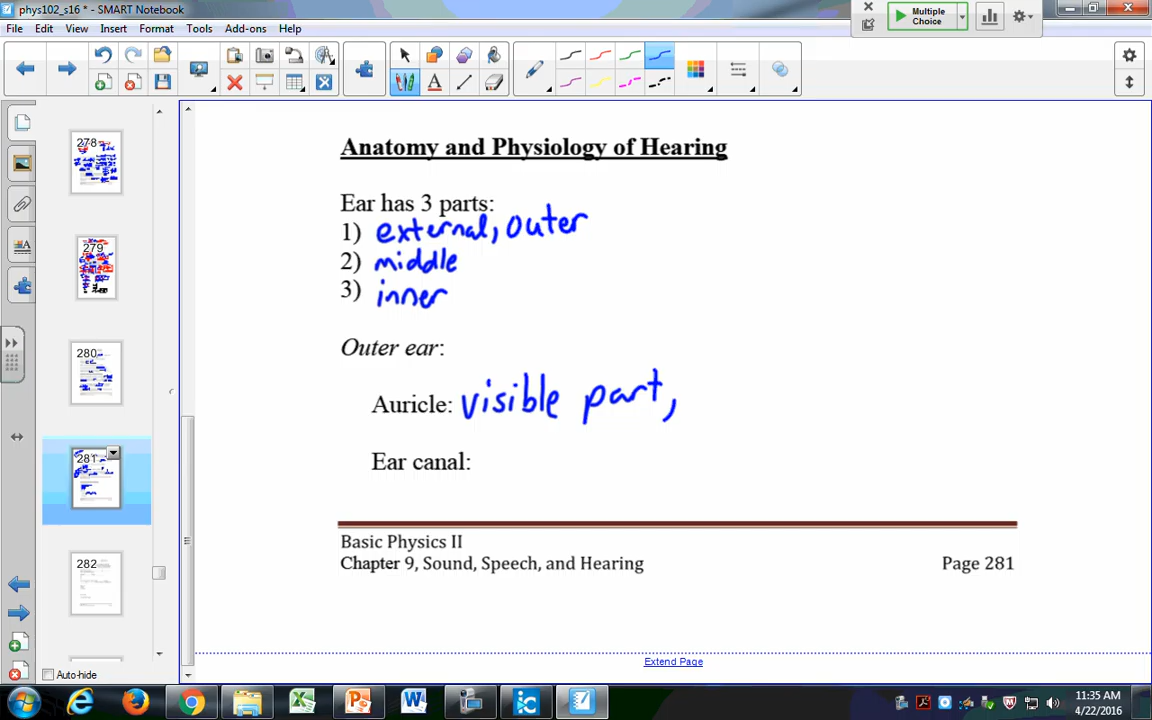 phys102_s16 * - SMART Notebook
Multiple Choice
File Edit View Insert Format Tools Add-ons Help
278
279
280
281
282
Auto-hide
Anatomy and Physiology of Hearing
Ear has 3 parts:
1) external, outer
2) middle
3) inner
Outer ear:
Auricle: visible part,
Ear canal:
Basic Physics II
Chapter 9, Sound, Speech, and Hearing Page 281
Extend Page
11:35 AM
4/22/2016